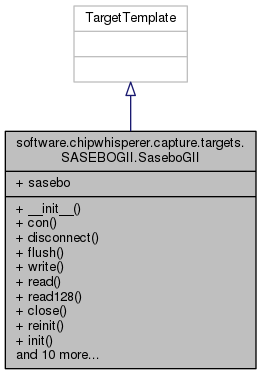 TargetTemplate
software.chipwhisperer.capture.targets.
SASEBOGII.SaseboGII
+ sasebo
+ __init__()
+ con()
+ disconnect()
+ flush()
+ write()
+ read()
+ read128()
+ close()
+ reinit()
+ init()
and 10 more...